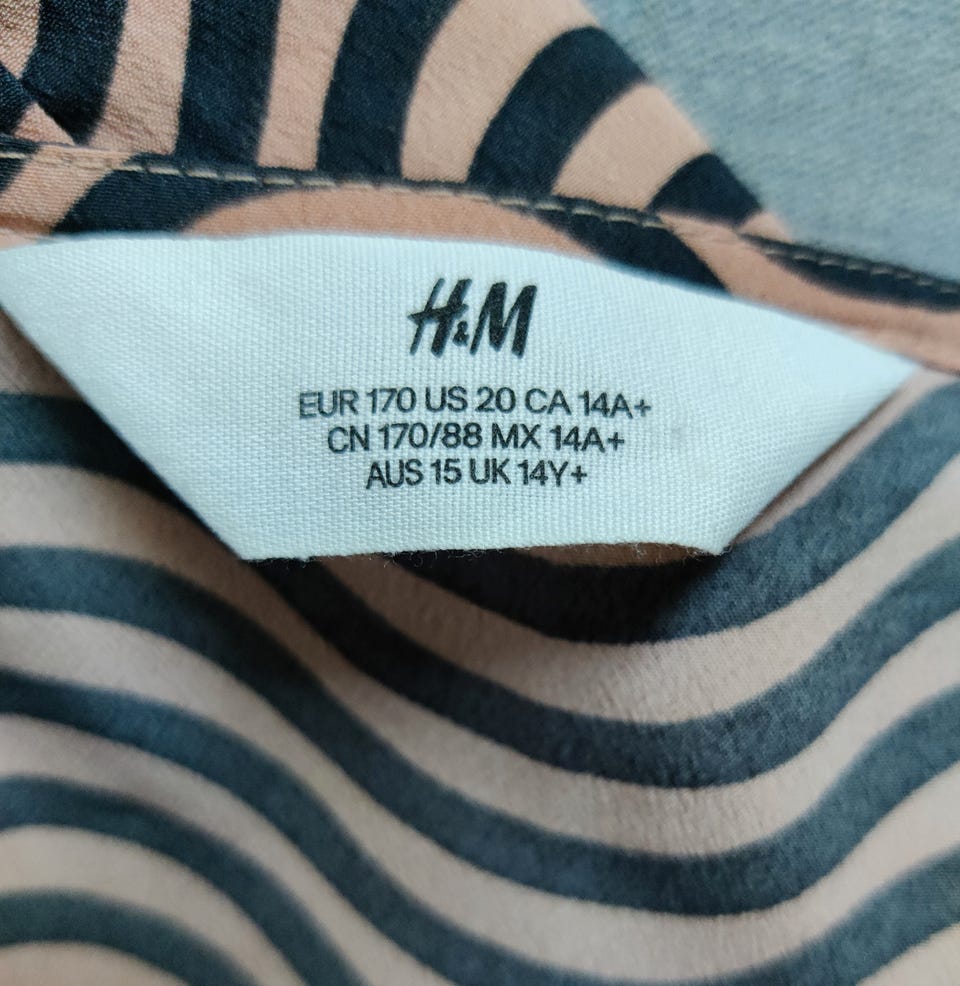 H&M
EUR 170 US 20 CA 14A+
CN 170/88 MX 14A+
AUS 15 UK 14Y+